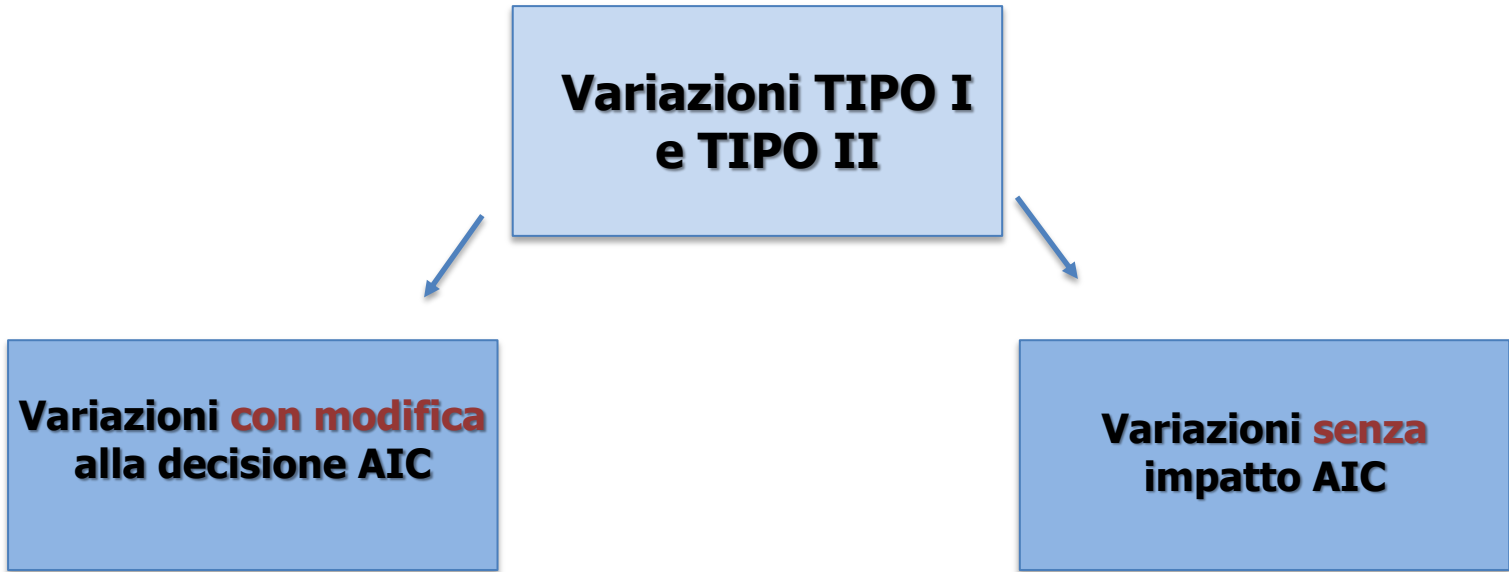 Variazioni TIPO I
e TIPO II
Variazioni con modifica
alla decisione AIC
Variazioni senza
impatto AIC